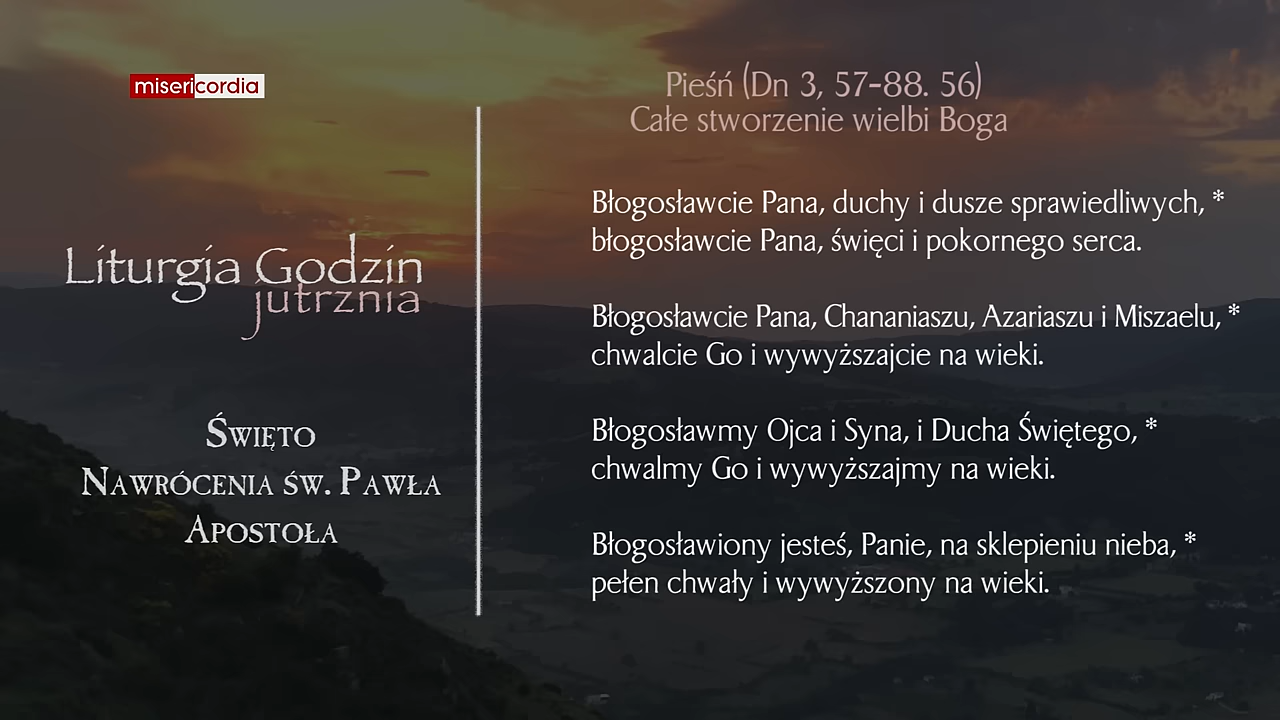 misericordia
Liturgia Godzin
jutrznia
Święto
Nawrócenia św. Pawła
Apostoła
Pieśń (Dn 3, 57-88. 56)
Całe stworzenie wielbi Boga
Błogosławcie Pana, duchy i dusze sprawiedliwych, *
błogosławcie Pana, święci i pokornego serca.
Błogosławcie Pana, Chananiaszu, Azariaszu i Miszaelu, *
chwalcie Go i wywyższajcie na wieki.
Błogosławmy Ojca i Syna, i Ducha Świętego, *
chwalmy Go i wywyższajmy na wieki.
Błogosławiony jesteś, Panie, na sklepieniu nieba, *
pełen chwały i wywyższony na wieki.